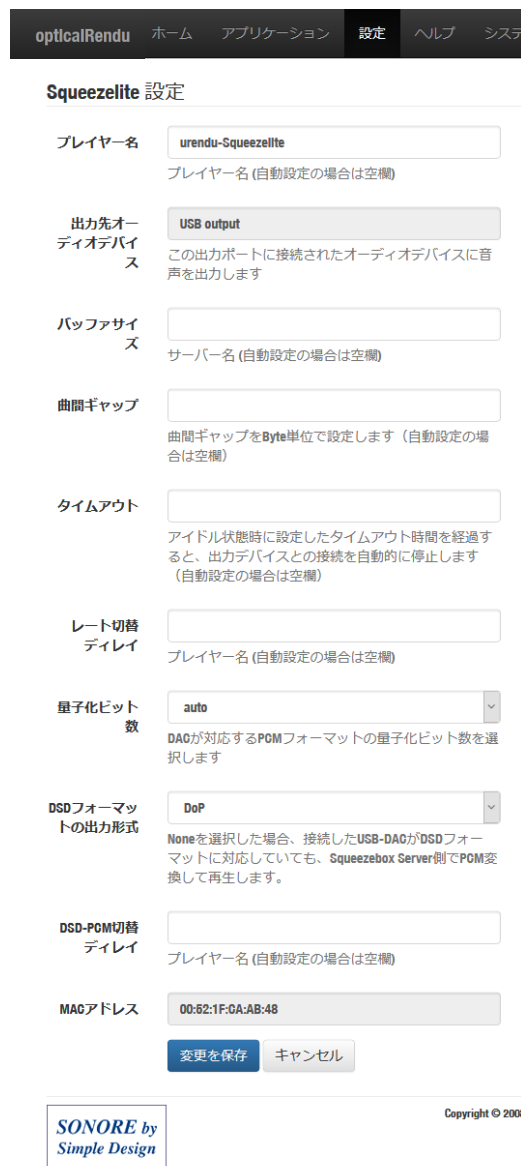 opticalRendu ホーム アプリケーション 設定 ヘルプ システ
Squeezelite 設定
プレイヤー名
urendu-Squeezelite
プレイヤー名 (自動設定の場合は空欄)
出力先オー
ディオデバイ
ス
USB output
この出力ポートに接続されたオーディオデバイスに音
声を出力します
バッファサイ
ズ
サーバー名 (自動設定の場合は空欄)
曲間ギャップ
曲間ギャップをByte単位で設定します（自動設定の場
合は空欄）
タイムアウト
アイドル状態時に設定したタイムアウト時間を経過す
ると、出力デバイスとの接続を自動的に停止します
（自動設定の場合は空欄）
レート切替
ディレイ
プレイヤー名 (自動設定の場合は空欄)
量子化ビット
数
auto
DACが対応するPCMフォーマットの量子化ビット数を選
択します
DSDフォーマッ
トの出力形式
DoP
Noneを選択した場合、接続したUSB-DACがDSDフォー
マットに対応していても、Squeezebox Server側でPCM変
換して再生します。
DSD-PCM切替
ディレイ
プレイヤー名 (自動設定の場合は空欄)
MACアドレス
00:52:1F:CA:AB:48
変更を保存 キャンセル
SONORE by
Simple Design
Copyright © 2008